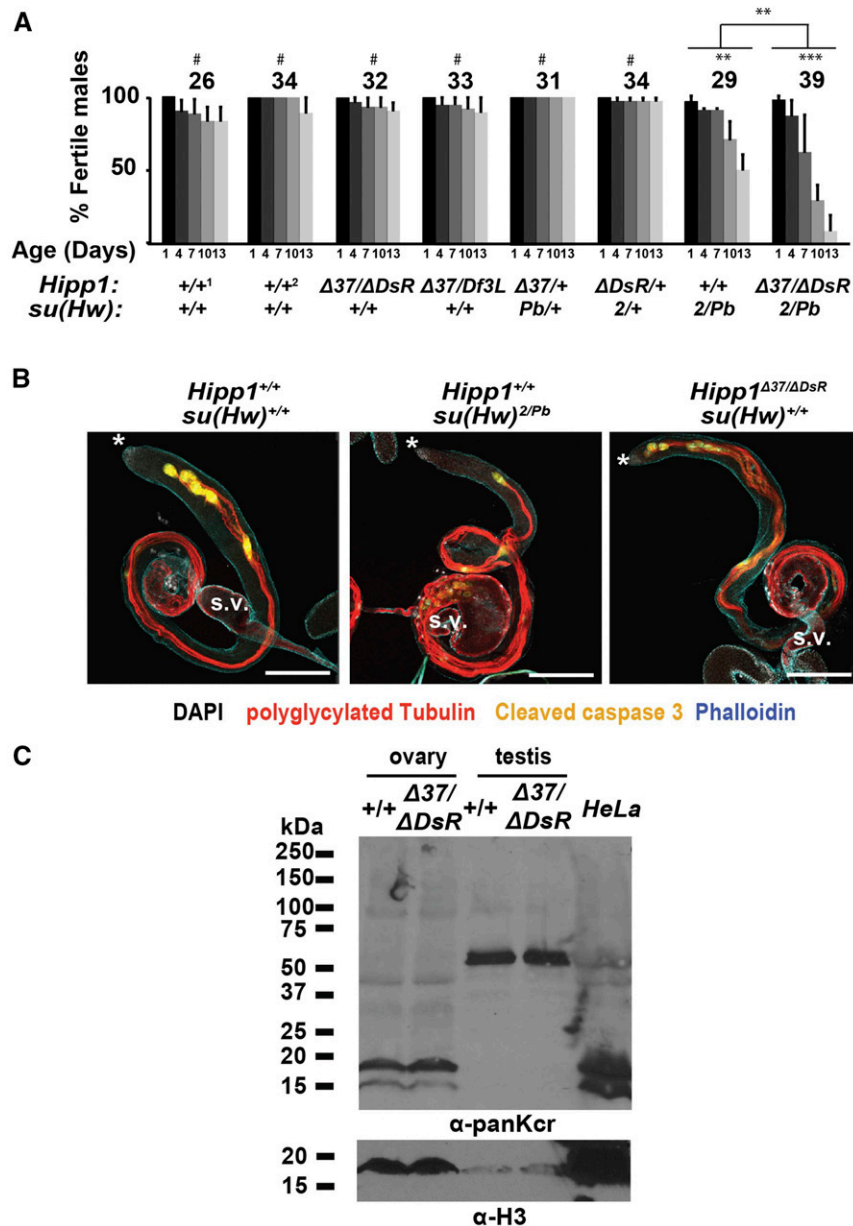 A
**
# # # # # # ** ***
26 34 32 33 31 34 29 39
% Fertile males
100
50
Age (Days)
1 4 7 1013 1 4 7 1013 1 4 7 1013 1 4 7 1013 1 4 7 1013 1 4 7 1013 1 4 7 1013 1 4 7 1013
Hipp1: +/+¹ +/+² Δ37/ΔDsR Δ37/Df3L Δ37/+ ΔDsR/+ +/+ Δ37/ΔDsR
su(Hw): +/+ +/+ +/+ +/+ Pb/+ 2/+ 2/Pb 2/Pb
B
Hipp1+/+ Hipp1+/+ Hipp1Δ37/ΔDsR
su(Hw)+/+ su(Hw)2/Pb su(Hw)+/+
* * *
s.v. s.v. s.v.
DAPI polyglycylated Tubulin Cleaved caspase 3 Phalloidin
C
ovary testis
+/+ Δ37/ΔDsR +/+ Δ37/ΔDsR HeLa
kDa
250
150
100
75
50
37
25
20
15
α-panKcr
20
15
α-H3